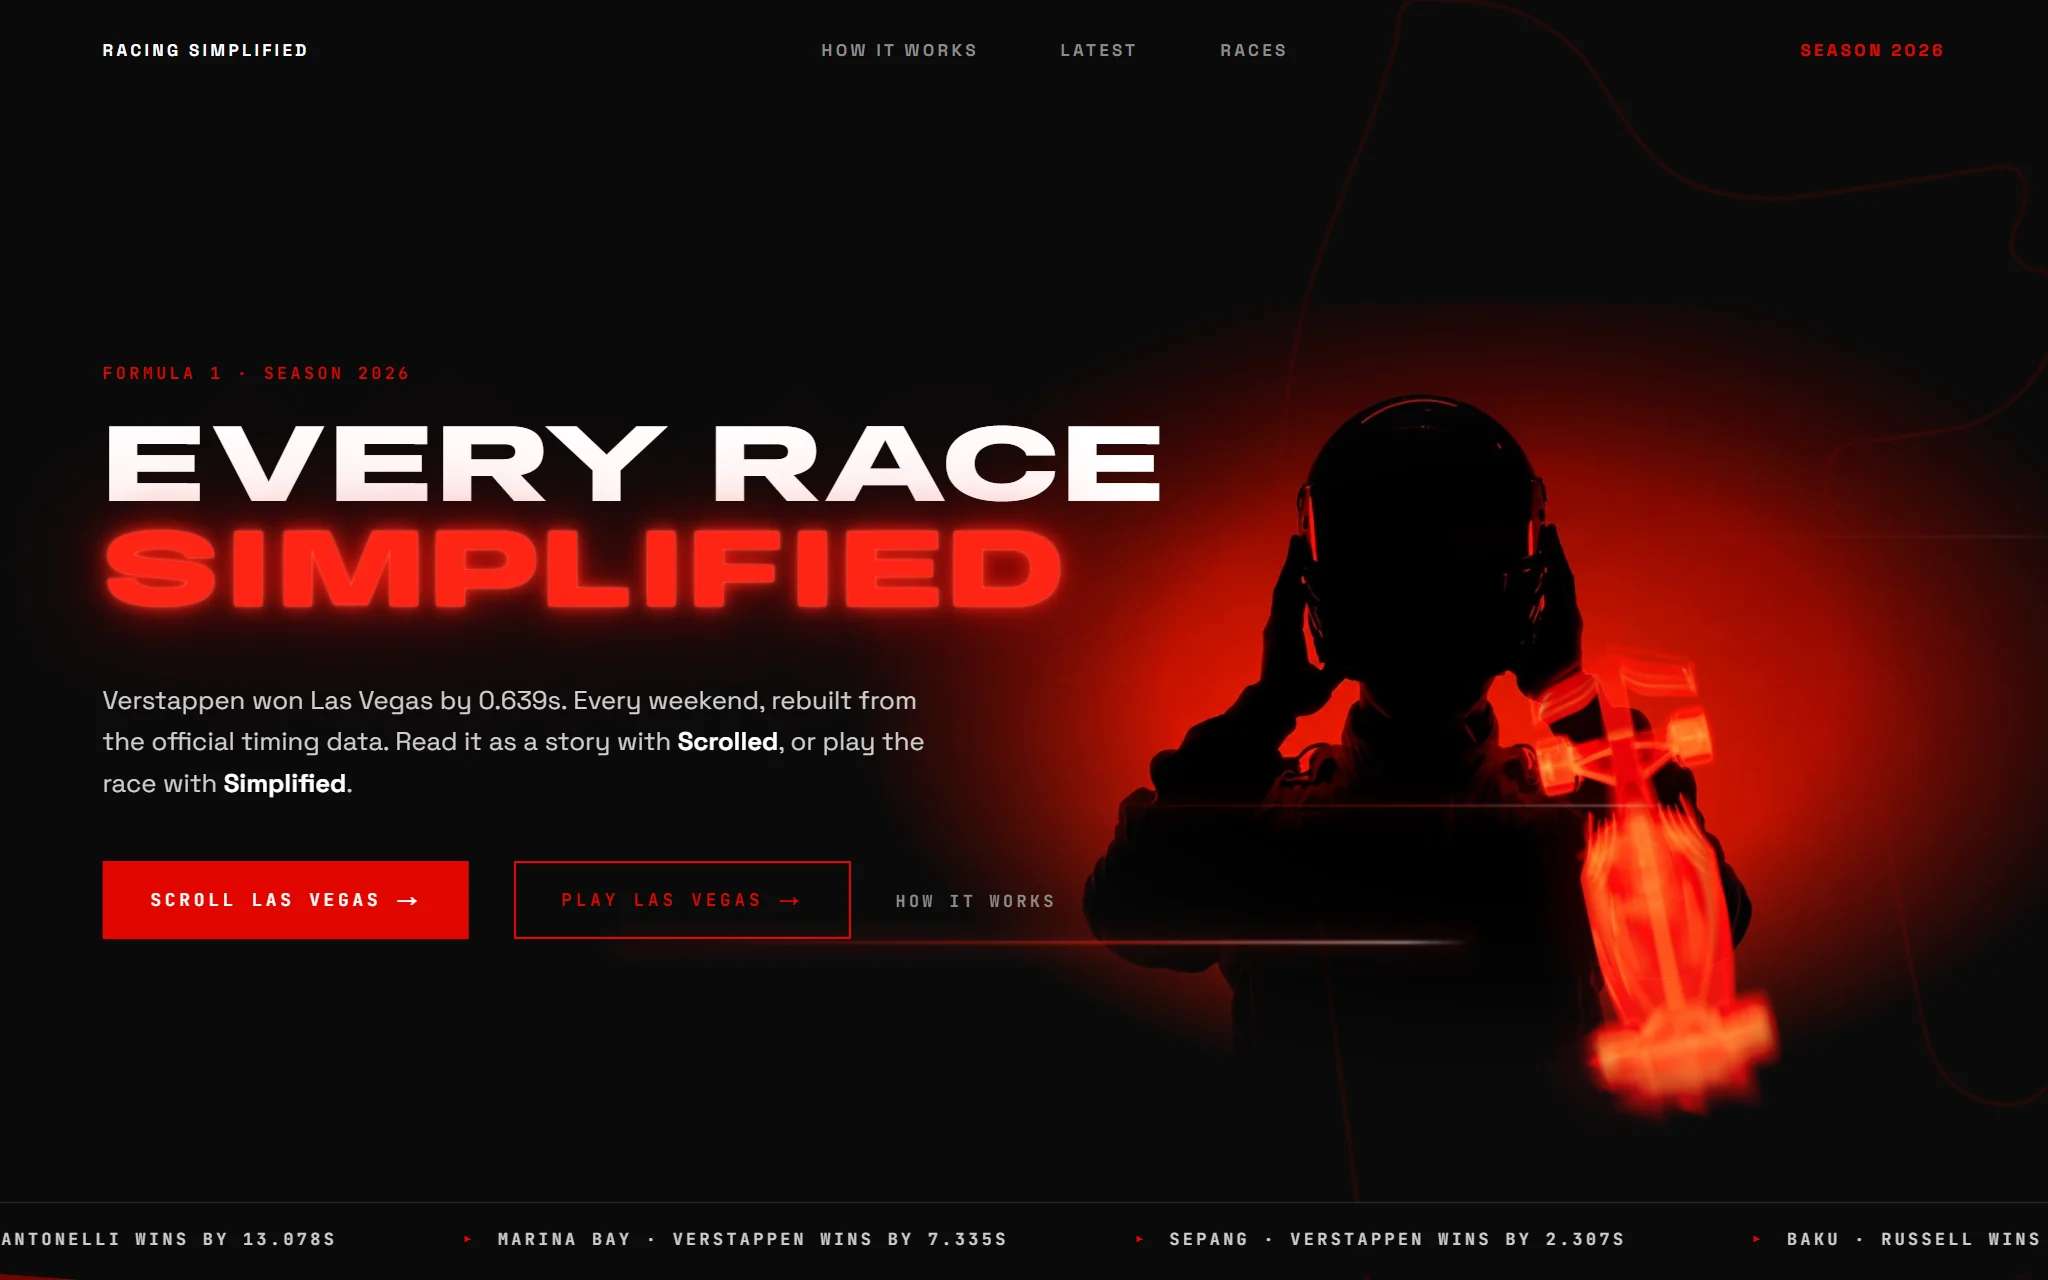 RACING SIMPLIFIED
HOW IT WORKS
LATEST
RACES
SEASON 2026
FORMULA 1 · SEASON 2026
EVERY RACE
SIMPLIFIED
Verstappen won Las Vegas by 0.639s. Every weekend, rebuilt from
the official timing data. Read it as a story with Scrolled, or play the
race with Simplified.
SCROLL LAS VEGAS →
PLAY LAS VEGAS →
HOW IT WORKS
ANTONELLI WINS BY 13.078S ▸ MARINA BAY · VERSTAPPEN WINS BY 7.335S ▸ SEPANG · VERSTAPPEN WINS BY 2.307S ▸ BAKU · RUSSELL WINS